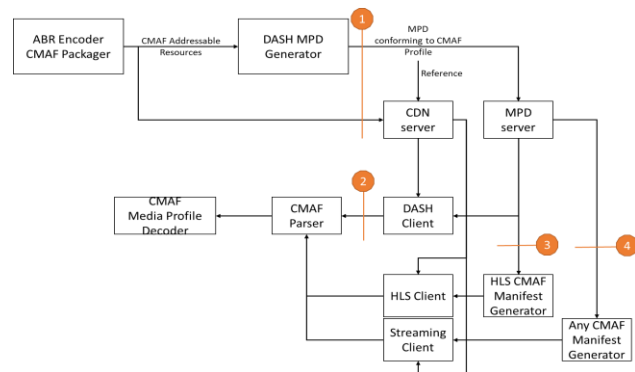 1
ABR Encoder
CMAF Packager
CMAF Addressable
Resources
DASH MPD
Generator
MPD
conforming to CMAF
Profile
Reference
CDN
server
MPD
server
2
CMAF
Media Profile
Decoder
CMAF
Parser
DASH
Client
3
4
HLS Client
HLS CMAF
Manifest
Generator
Streaming
Client
Any CMAF
Manifest
Generator